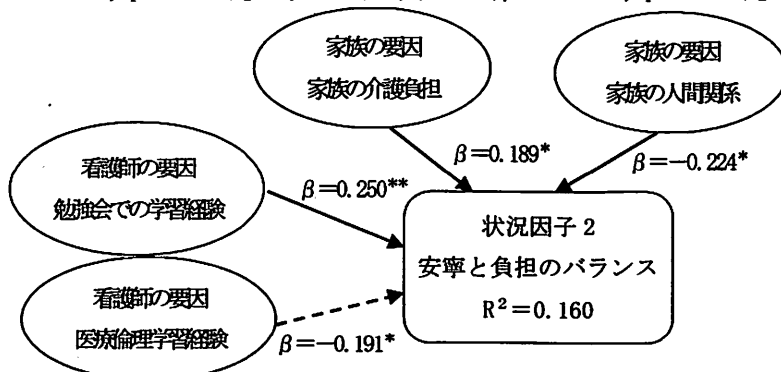 家族の要因
家族の介護負担
家族の要因
家族の人間関係
β=0.189*
β=-0.224*
看護師の要因
勉強会での学習経験
β=0.250**
状況因子2
安寧と負担のバランス
R²=0.160
看護師の要因
医療倫理学習経験
β=-0.191*